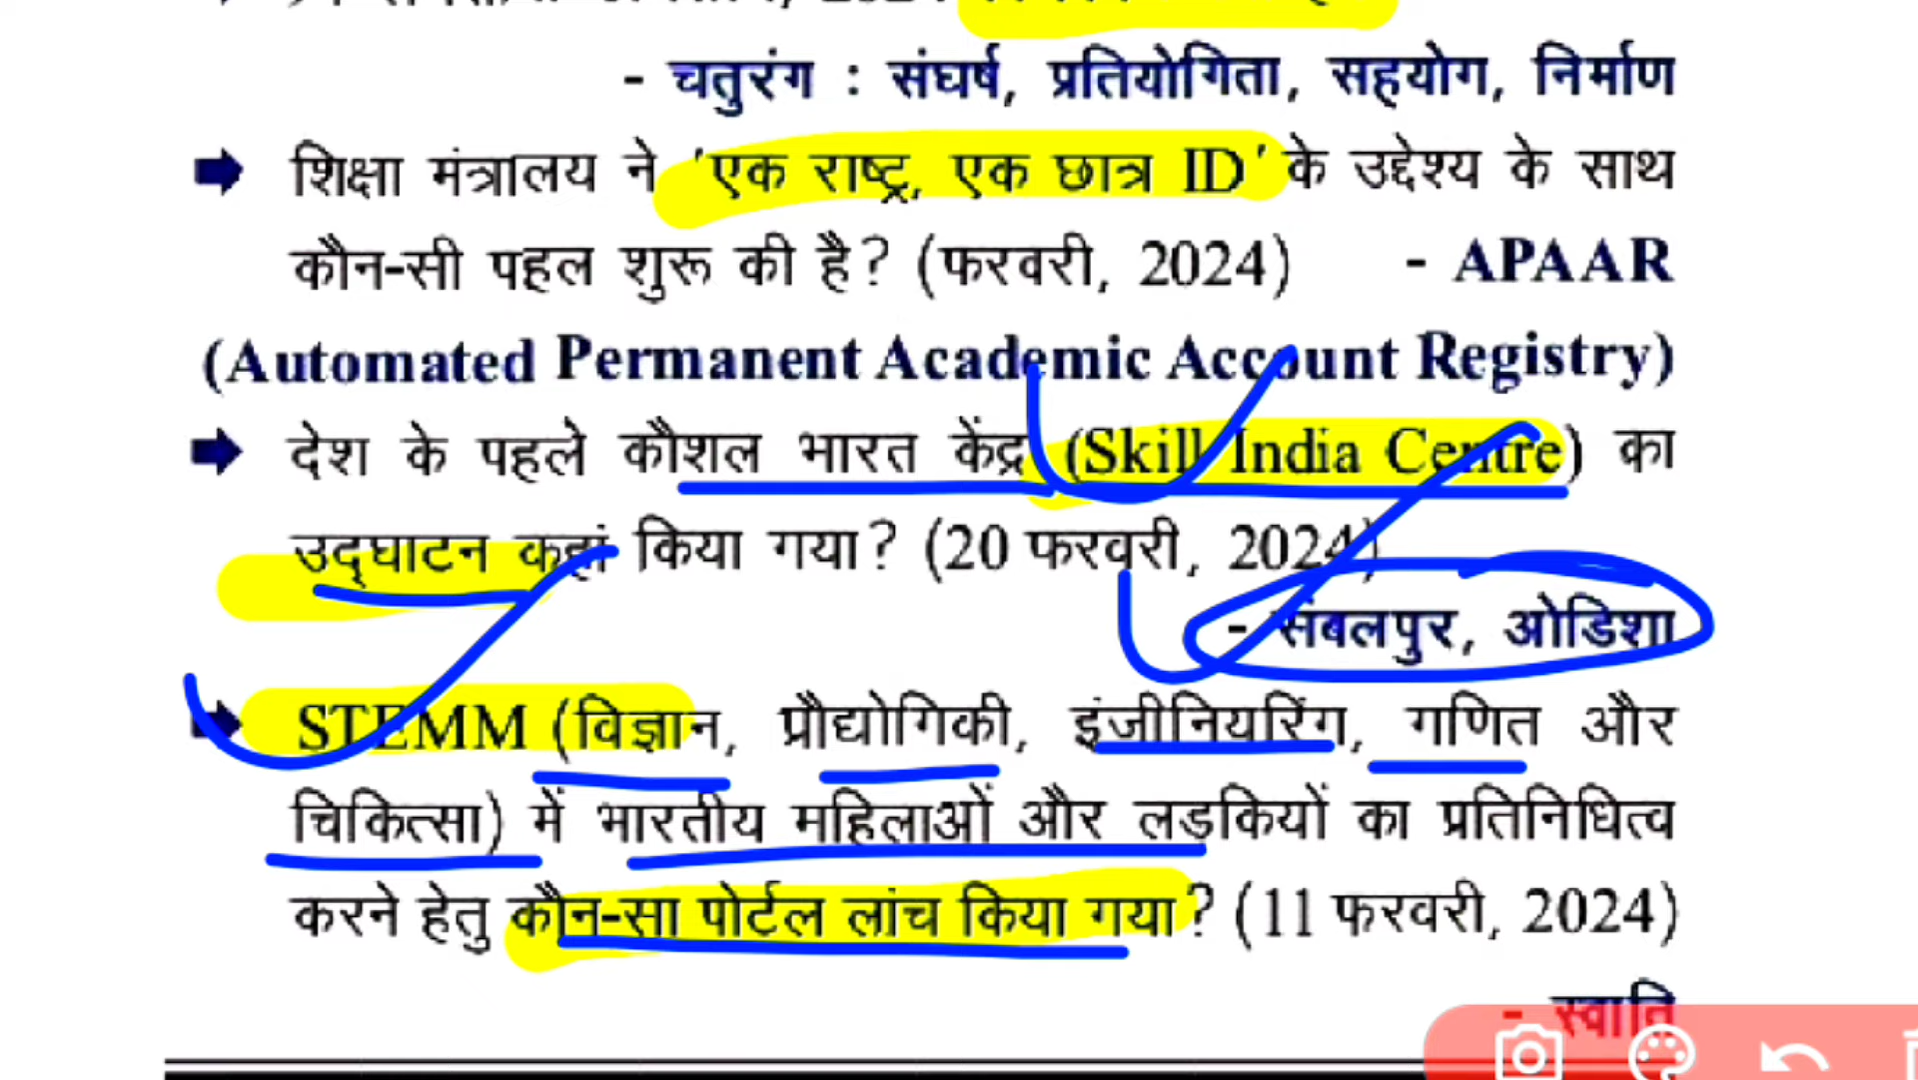 - चतुरंग : संघर्ष, प्रतियोगिता, सहयोग, निर्माण
शिक्षा मंत्रालय ने 'एक राष्ट्र, एक छात्र ID' के उद्देश्य के साथ
कौन-सी पहल शुरू की है? (फरवरी, 2024) - APAAR
(Automated Permanent Academic Account Registry)
देश के पहले कौशल भारत केंद्र (Skill India Centre) का
उद्घाटन कहां किया गया? (20 फरवरी, 2024)
- संबलपुर, ओडिशा
STEMM (विज्ञान, प्रौद्योगिकी, इंजीनियरिंग, गणित और
चिकित्सा) में भारतीय महिलाओं और लड़कियों का प्रतिनिधित्व
करने हेतु कौन-सा पोर्टल लांच किया गया? (11 फरवरी, 2024)
- स्वाति